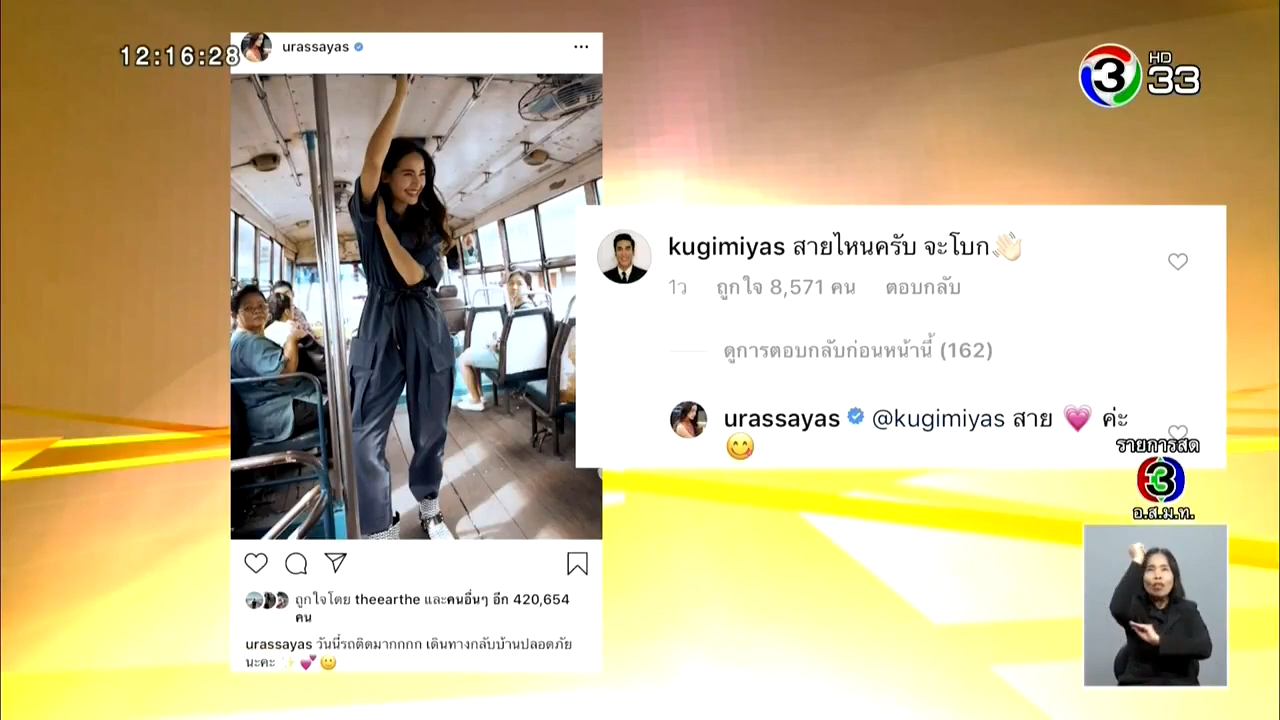 12:16:28
urassayas
HD
3 33
kugimiyas สายไหนครับ จะโบก👋🏻
1ว ถูกใจ 8,571 คน ตอบกลับ
ดูการตอบกลับก่อนหน้านี้ (162)
urassayas @kugimiyas สาย 💗 ค่ะ
😋
รายการสด
3
อ.ส.ม.ท.
ถูกใจโดย theearthe และคนอื่นๆ อีก 420,654
คน
urassayas วันนี้รถติดมากกกก เดินทางกลับบ้านปลอดภัย
นะคะ ✨💕🙂